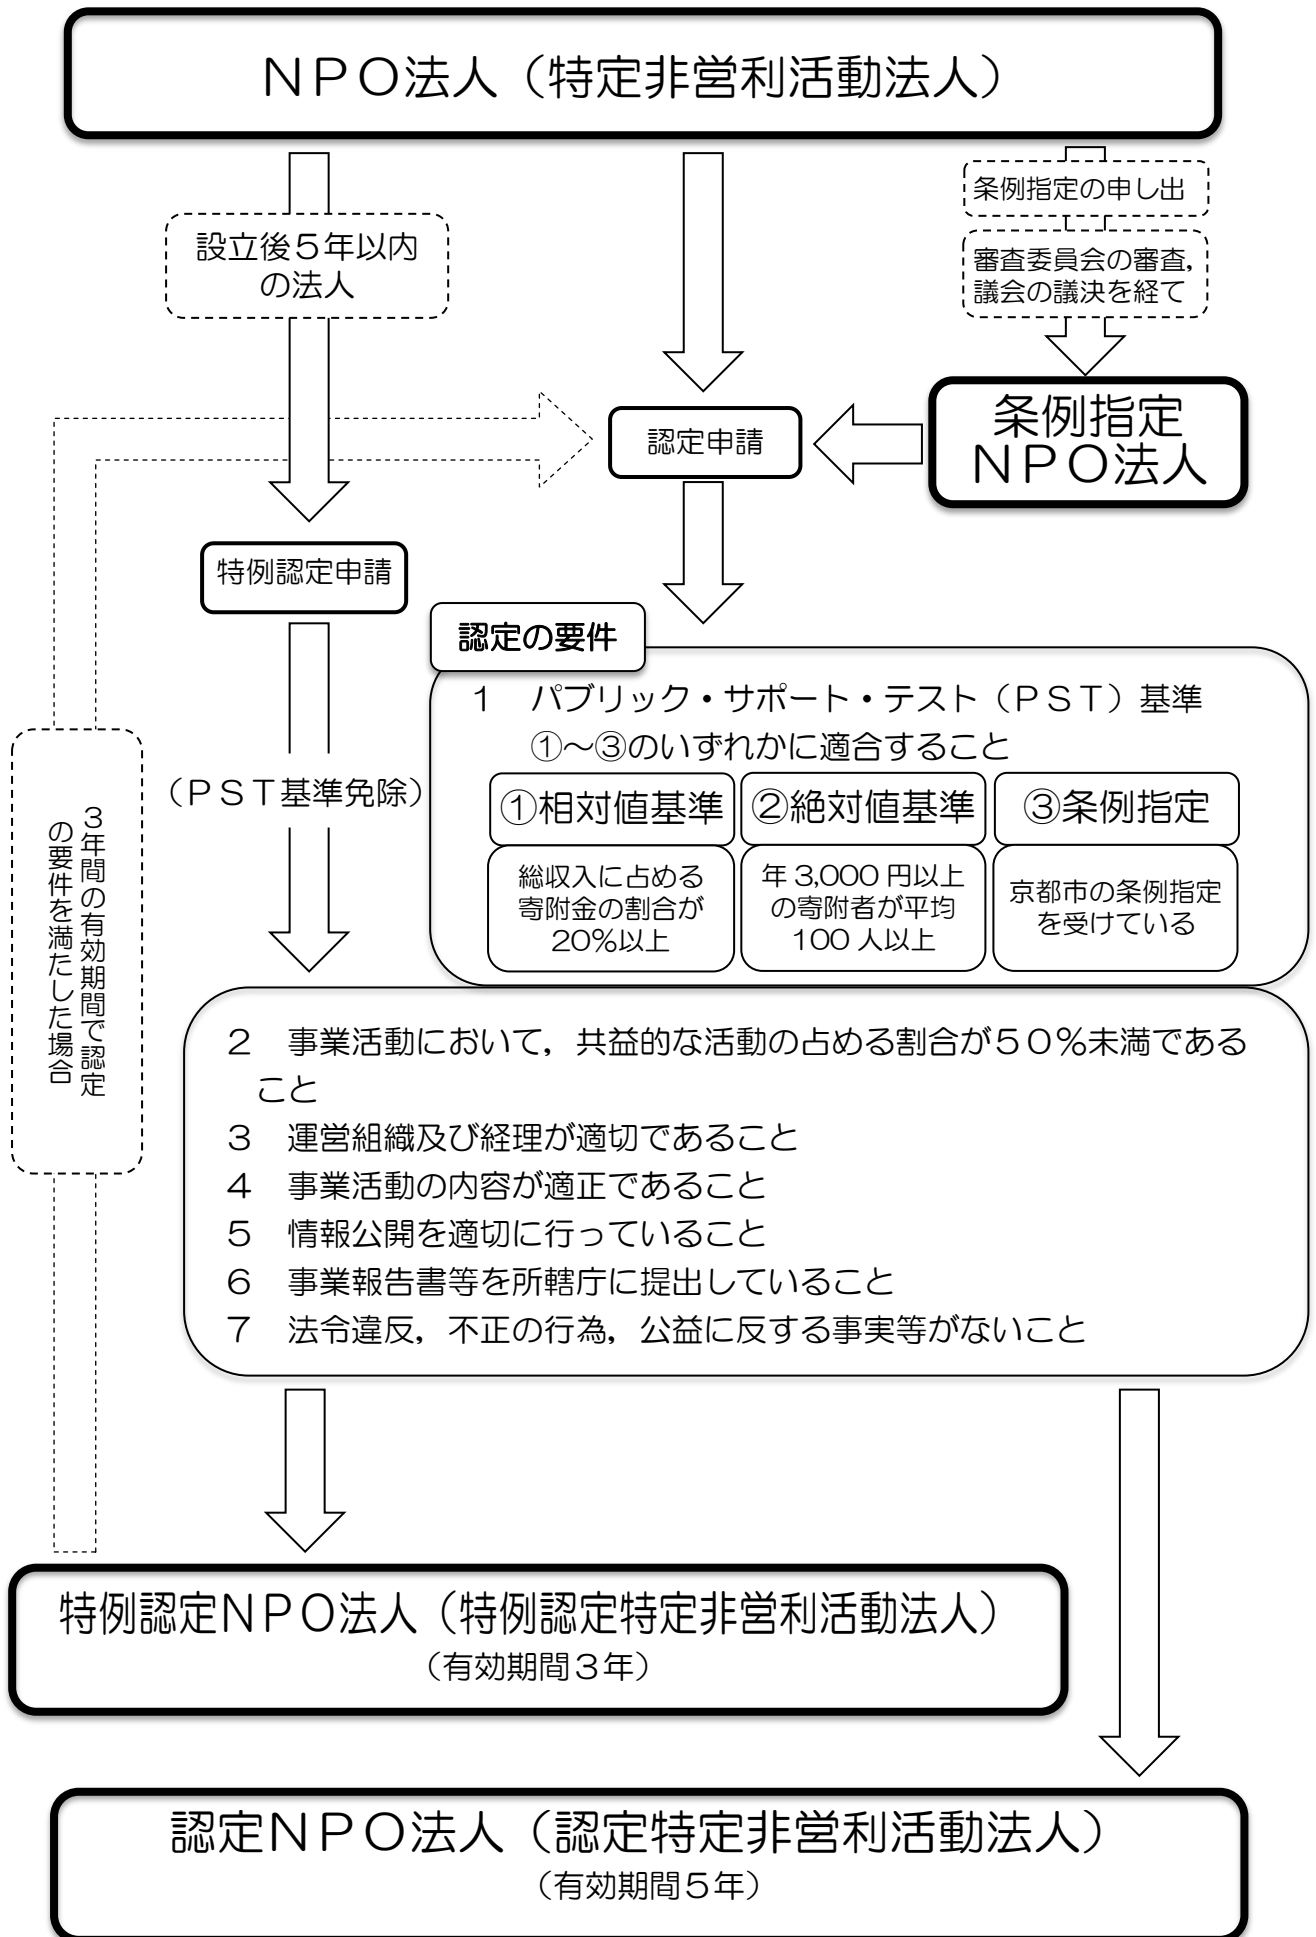 ＮＰＯ法人（特定非営利活動法人）
条例指定の申し出
設立後５年以内
の法人
審査委員会の審査，
議会の議決を経て
条例指定
ＮＰＯ法人
認定申請
特例認定申請
認定の要件
１　パブリック・サポート・テスト（ＰＳＴ）基準
①～③のいずれかに適合すること
（ＰＳＴ基準免除）
①相対値基準
総収入に占める
寄附金の割合が
20％以上
②絶対値基準
年 3,000 円以上
の寄附者が平均
100 人以上
③条例指定
京都市の条例指定
を受けている
３年間の有効期間で認定
の要件を満たした場合
２　事業活動において，共益的な活動の占める割合が５０％未満である
こと
３　運営組織及び経理が適切であること
４　事業活動の内容が適正であること
５　情報公開を適切に行っていること
６　事業報告書等を所轄庁に提出していること
７　法令違反，不正の行為，公益に反する事実等がないこと
特例認定ＮＰＯ法人（特例認定特定非営利活動法人）
（有効期間３年）
認定ＮＰＯ法人（認定特定非営利活動法人）
（有効期間５年）